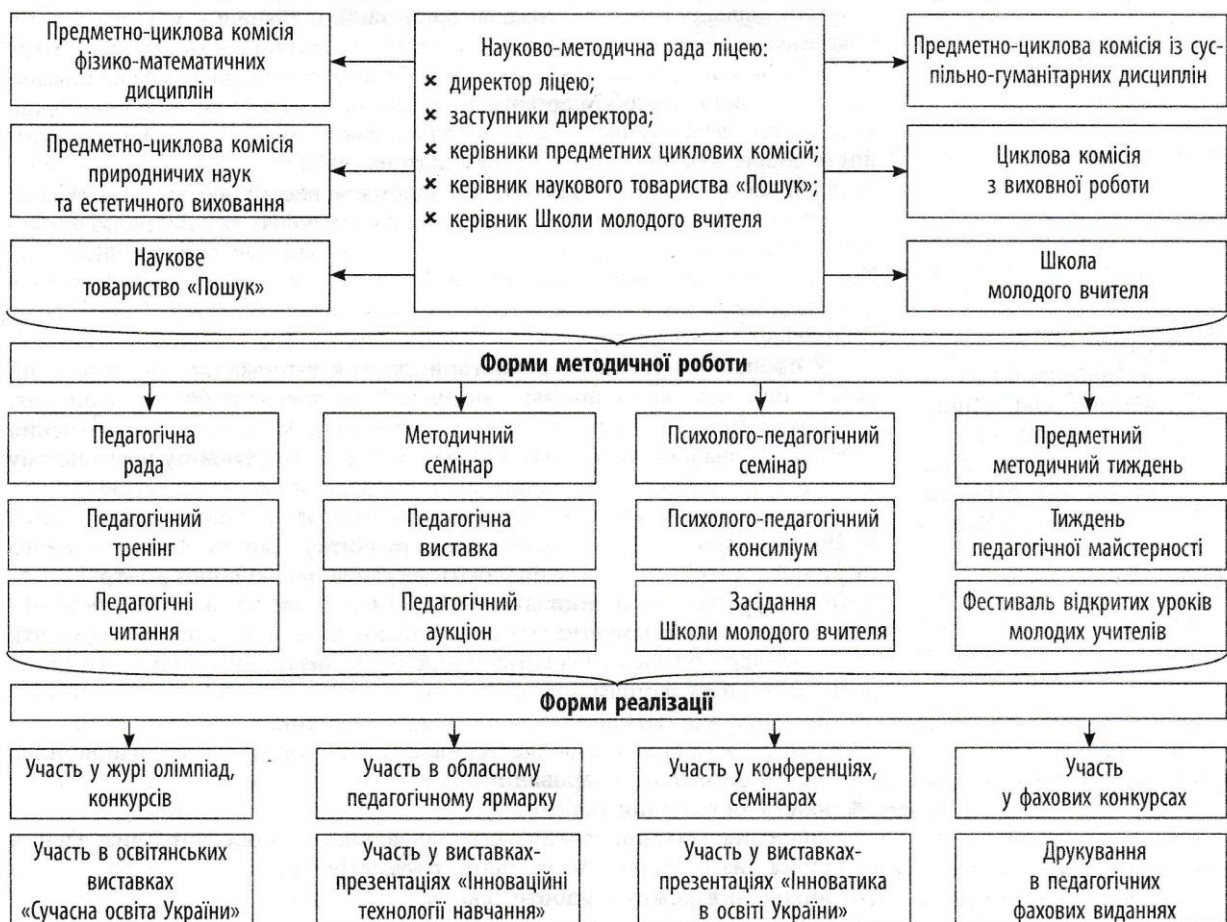 Предметно-циклова комісія
фізико-математичних
дисциплін
Предметно-циклова комісія
природничих наук
та естетичного виховання
Наукове
товариство «Пошук»
Науково-методична рада ліцею:
× директор ліцею;
× заступники директора;
× керівники предметних циклових комісій;
× керівник наукового товариства «Пошук»;
× керівник Школи молодого вчителя
Предметно-циклова комісія із сус-
пільно-гуманітарних дисциплін
Циклова комісія
з виховної роботи
Школа
молодого вчителя
Форми методичної роботи
Педагогічна
рада
Методичний
семінар
Психолого-педагогічний
семінар
Предметний
методичний тиждень
Педагогічний
тренінг
Педагогічна
виставка
Психолого-педагогічний
консиліум
Тиждень
педагогічної майстерності
Педагогічні
читання
Педагогічний
аукціон
Засідання
Школи молодого вчителя
Фестиваль відкритих уроків
молодих учителів
Форми реалізації
Участь у журі олімпіад,
конкурсів
Участь в обласному
педагогічному ярмарку
Участь у конференціях,
семінарах
Участь
у фахових конкурсах
Участь в освітянських
виставках
«Сучасна освіта України»
Участь у виставках-
презентаціях «Інноваційні
технології навчання»
Участь у виставках-
презентаціях «Інноватика
в освіті України»
Друкування
в педагогічних
фахових виданнях